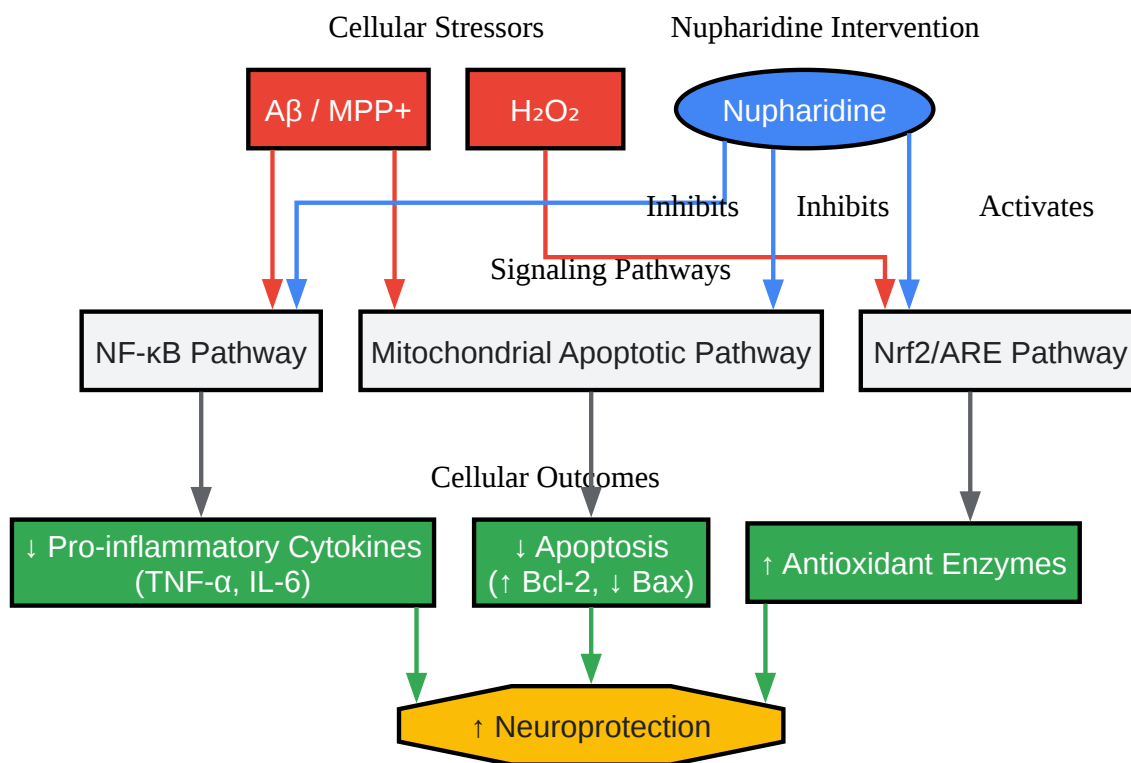 Cellular Stressors
Nupharidine Intervention
Aβ / MPP+
H₂O₂
Nupharidine
Inhibits
Inhibits
Activates
Signaling Pathways
NF-κB Pathway
Mitochondrial Apoptotic Pathway
Nrf2/ARE Pathway
Cellular Outcomes
↓ Pro-inflammatory Cytokines
(TNF-α, IL-6)
↓ Apoptosis
(↑ Bcl-2, ↓ Bax)
↑ Antioxidant Enzymes
↑ Neuroprotection